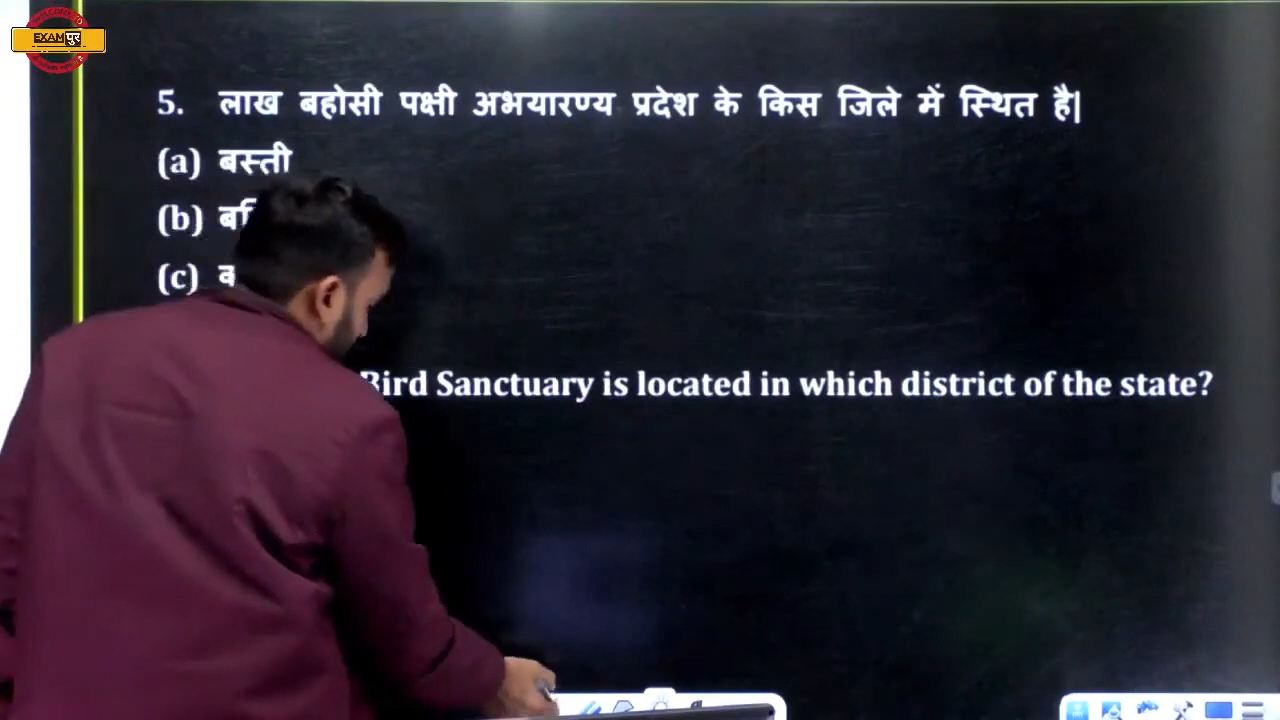 EXAMपुर
5. लाख बहोसी पक्षी अभयारण्य प्रदेश के किस जिले में स्थित है|
(a) बस्ती
(b)
(c)
Bird Sanctuary is located in which district of the state?